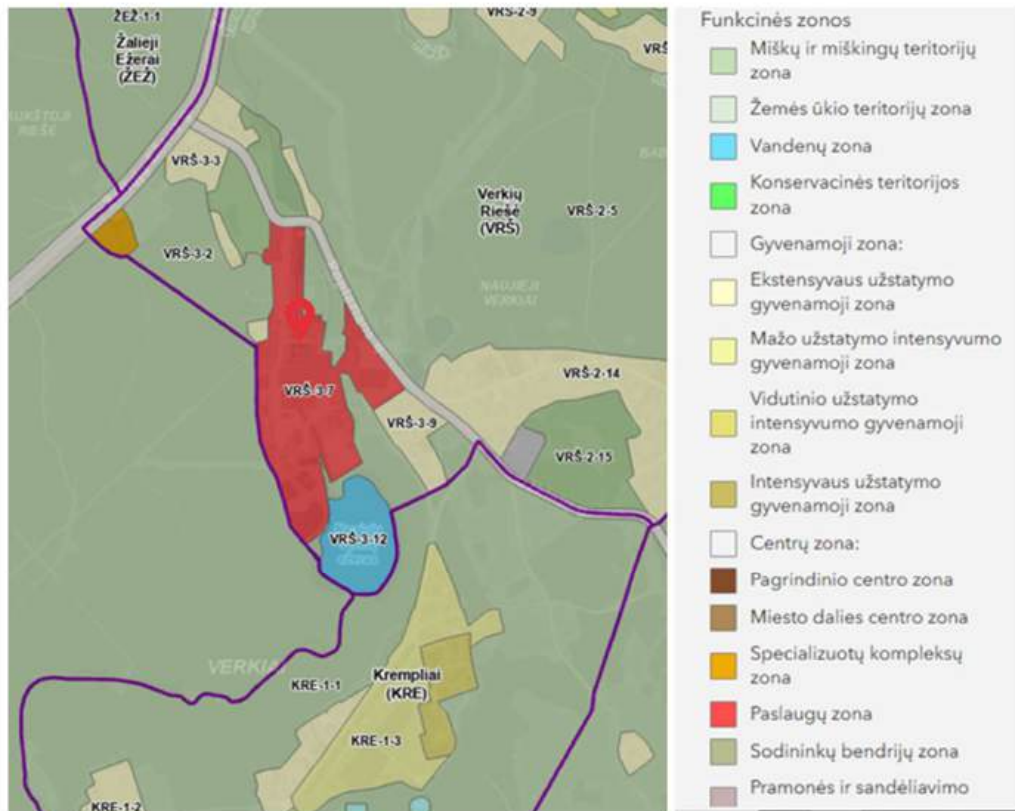 ŽEŽ-1-1
Žalieji
Ežerai
(ŽEŽ)
VRŠ-2-9
VRŠ
AUKŠTOJI
RIEŠĖ
VRŠ-3-3
Verkių
Riešė
(VRŠ)
VRŠ-2-5
VRŠ-3-2
NAUJIEJI
VERKIAI
VRŠ-3-7
VRŠ-2-14
VRŠ-3-9
VRŠ-2-15
VRŠ-3-12
VERKIA
KRE-1-1
Krempliai
(KRE)
KRE-1-3
KRE-1-2
Funkcinės zonos
Miškų ir miškingų teritorijų
zona
Žemės ūkio teritorijų zona
Vandenų zona
Konservacinės teritorijos
zona
Gyvenamoji zona:
Ekstensyvaus užstatymo
gyvenamoji zona
Mažo užstatymo intensyvumo
gyvenamoji zona
Vidutinio užstatymo
intensyvumo gyvenamoji
zona
Intensyvaus užstatymo
gyvenamoji zona
Centrų zona:
Pagrindinio centro zona
Miesto dalies centro zona
Specializuotų kompleksų
zona
Paslaugų zona
Sodininkų bendrijų zona
Pramonės ir sandėliavimo